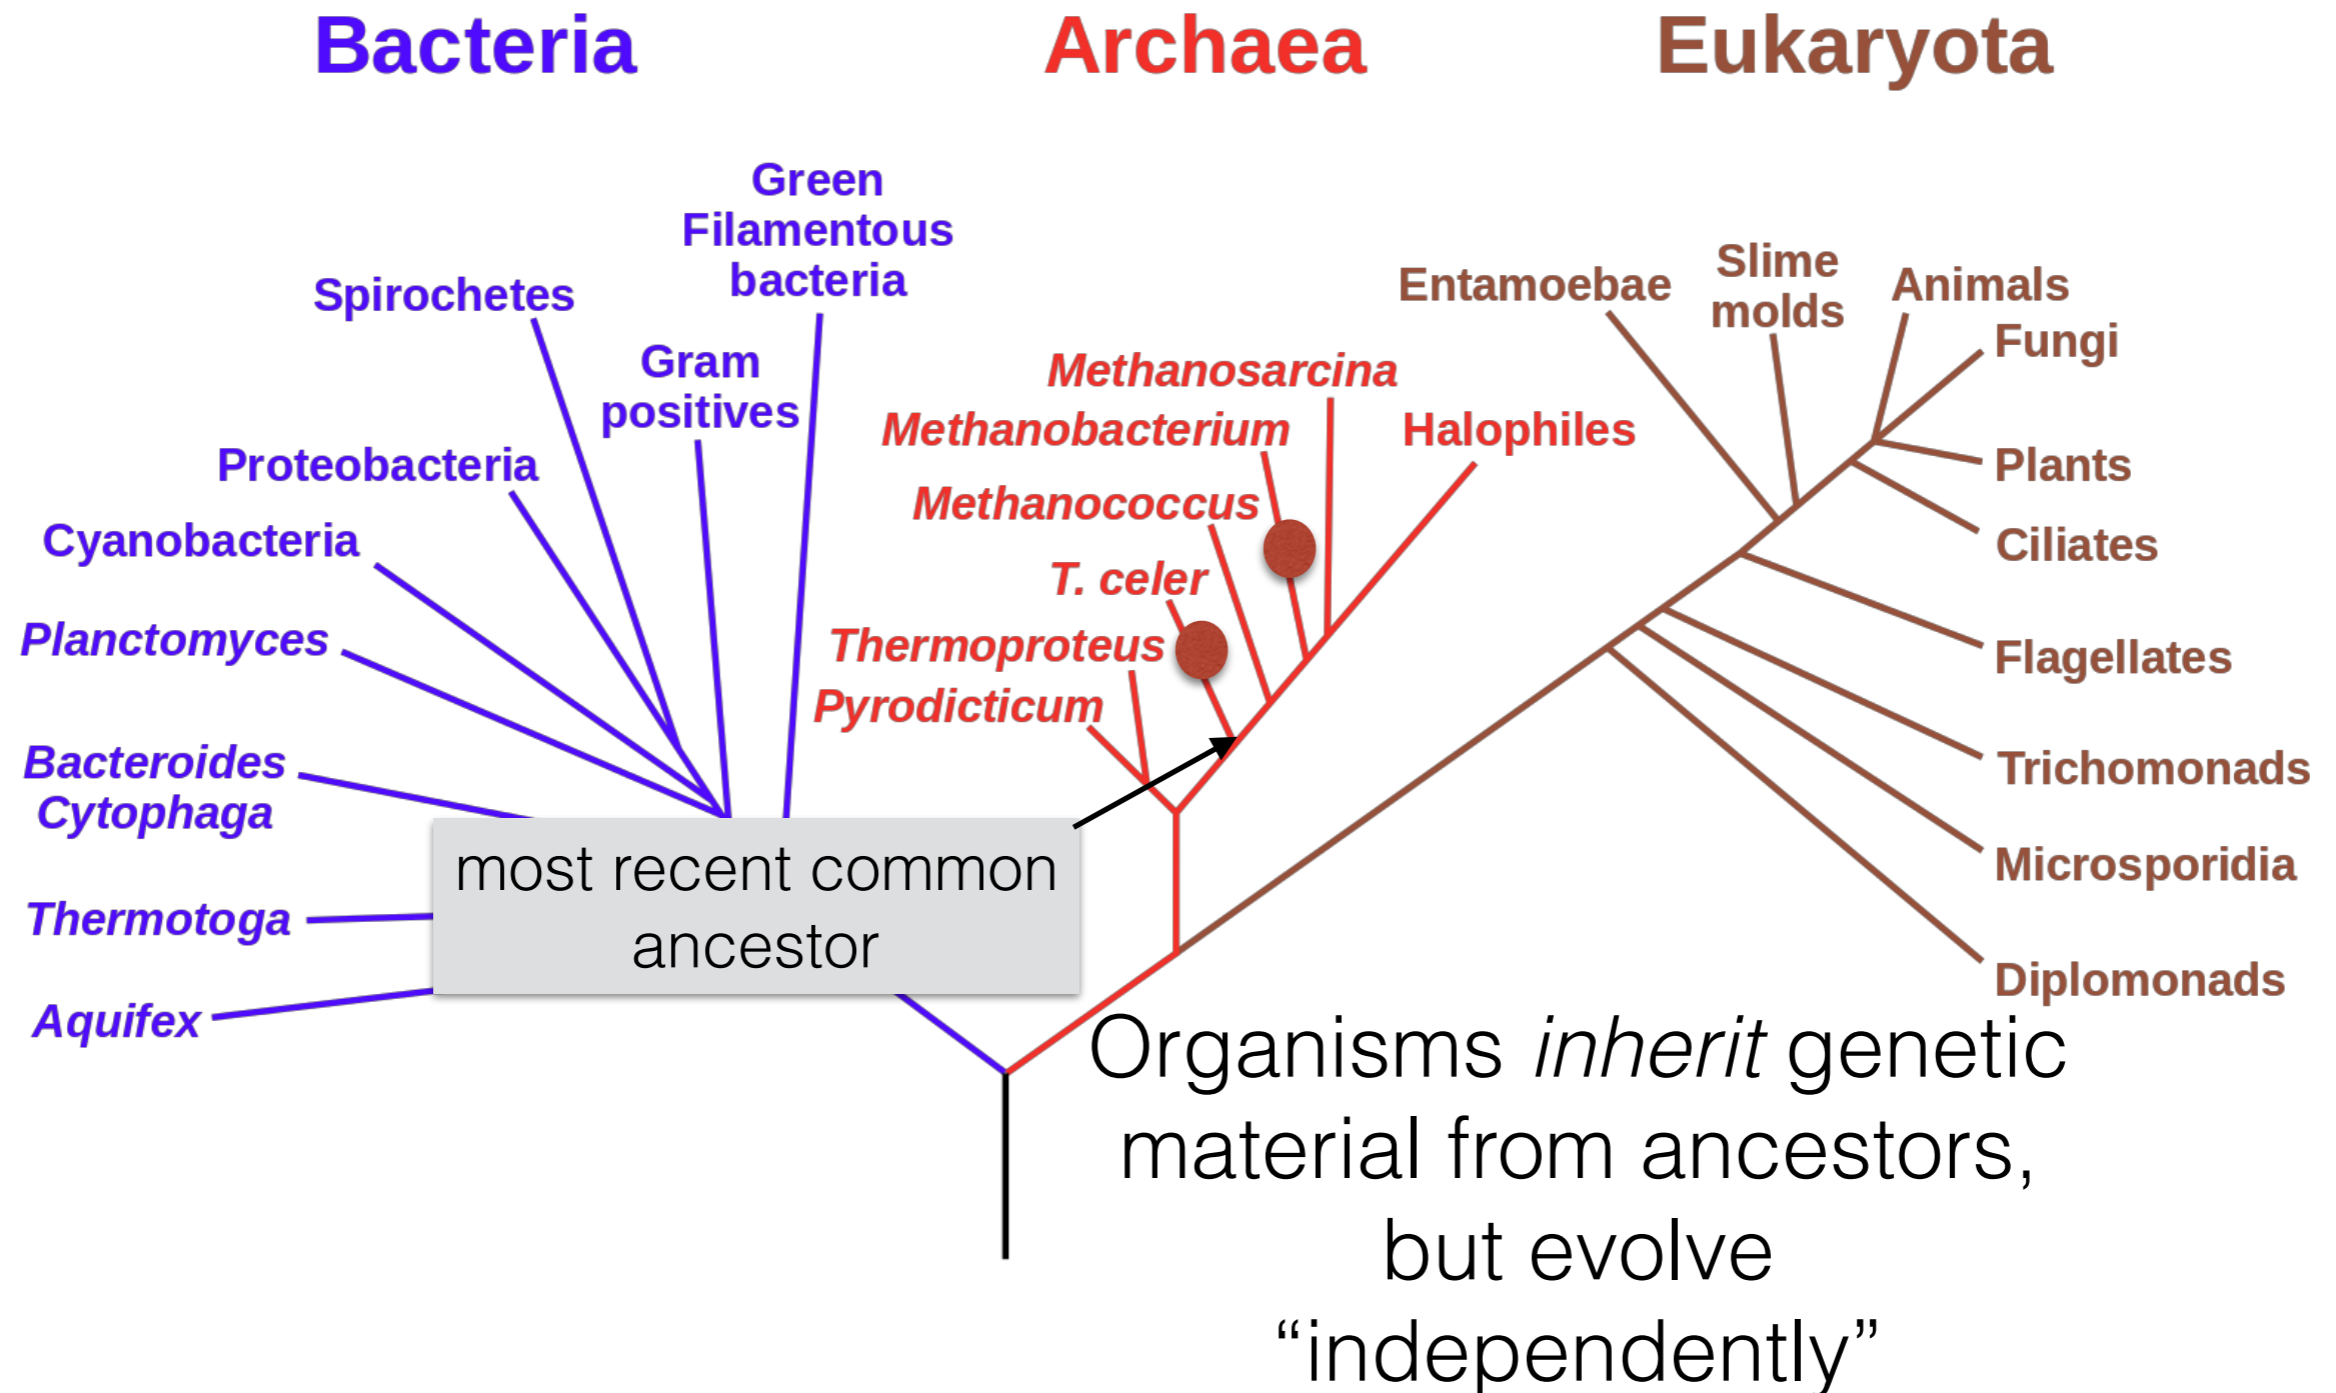 Bacteria
Archaea
Eukaryota
Green
Filamentous
bacteria
Spirochetes
Gram
positives
Proteobacteria
Cyanobacteria
Planctomyces
Bacteroides
Cytophaga
Thermotoga
Aquifex
Methanosarcina
Methanobacterium
Halophiles
Methanococcus
T. celer
Thermoproteus
Pyrodicticum
Entamoebae
Slime
molds
Animals
Fungi
Plants
Ciliates
Flagellates
Trichomonads
Microsporidia
Diplomonads
most recent common
ancestor
Organisms inherit genetic
material from ancestors,
but evolve
“independently”